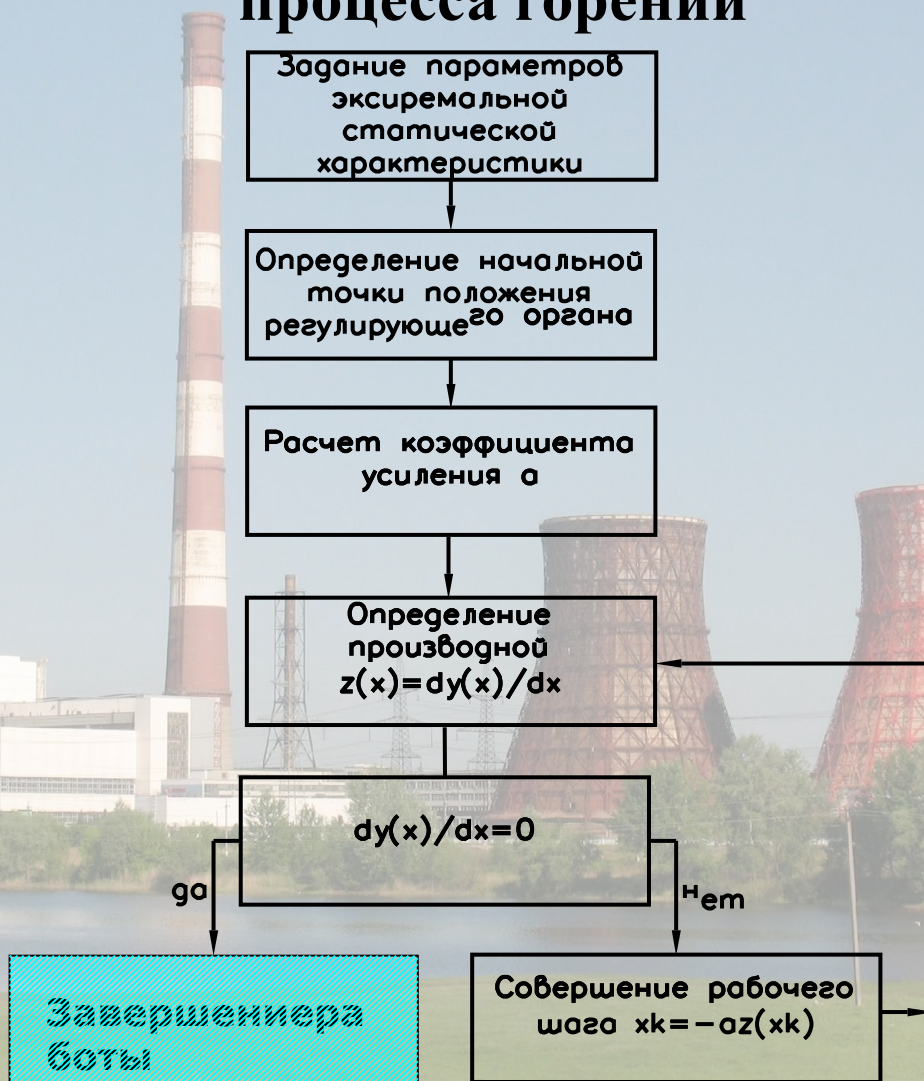 процесса горений
Задание параметров
эксиремальной
статической
характеристики
Определение начальной
точки положения
регулирующего органа
Расчет коэффициента
усиления а
Определение
производной
z(x)=dy(x)/dx
dy(x)/dx=0
да
нет
Завершениера
боты
Совершение рабочего
шага xk=-az(xk)